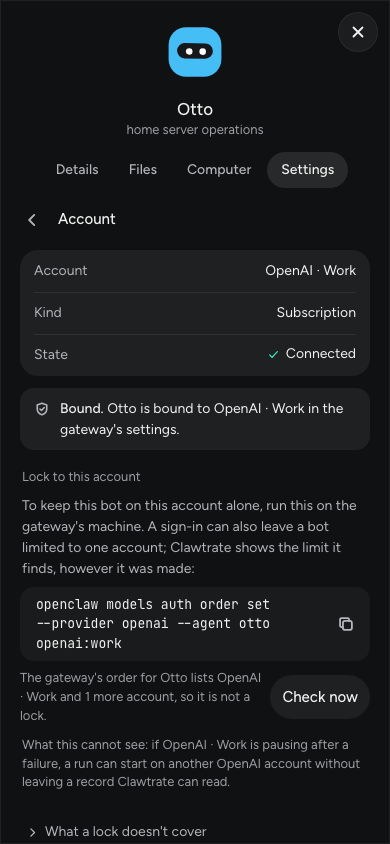 Otto
home server operations
Details Files Computer Settings
Account
Account OpenAI · Work
Kind Subscription
State Connected
Bound. Otto is bound to OpenAI · Work in the
gateway's settings.
Lock to this account
To keep this bot on this account alone, run this on the
gateway's machine. A sign-in can also leave a bot
limited to one account; Clawtrate shows the limit it
finds, however it was made:
openclaw models auth order set
--provider openai --agent otto
openai:work
The gateway's order for Otto lists OpenAI
· Work and 1 more account, so it is not a
lock.
Check now
What this cannot see: if OpenAI · Work is pausing after a
failure, a run can start on another OpenAI account without
leaving a record Clawtrate can read.
What a lock doesn't cover